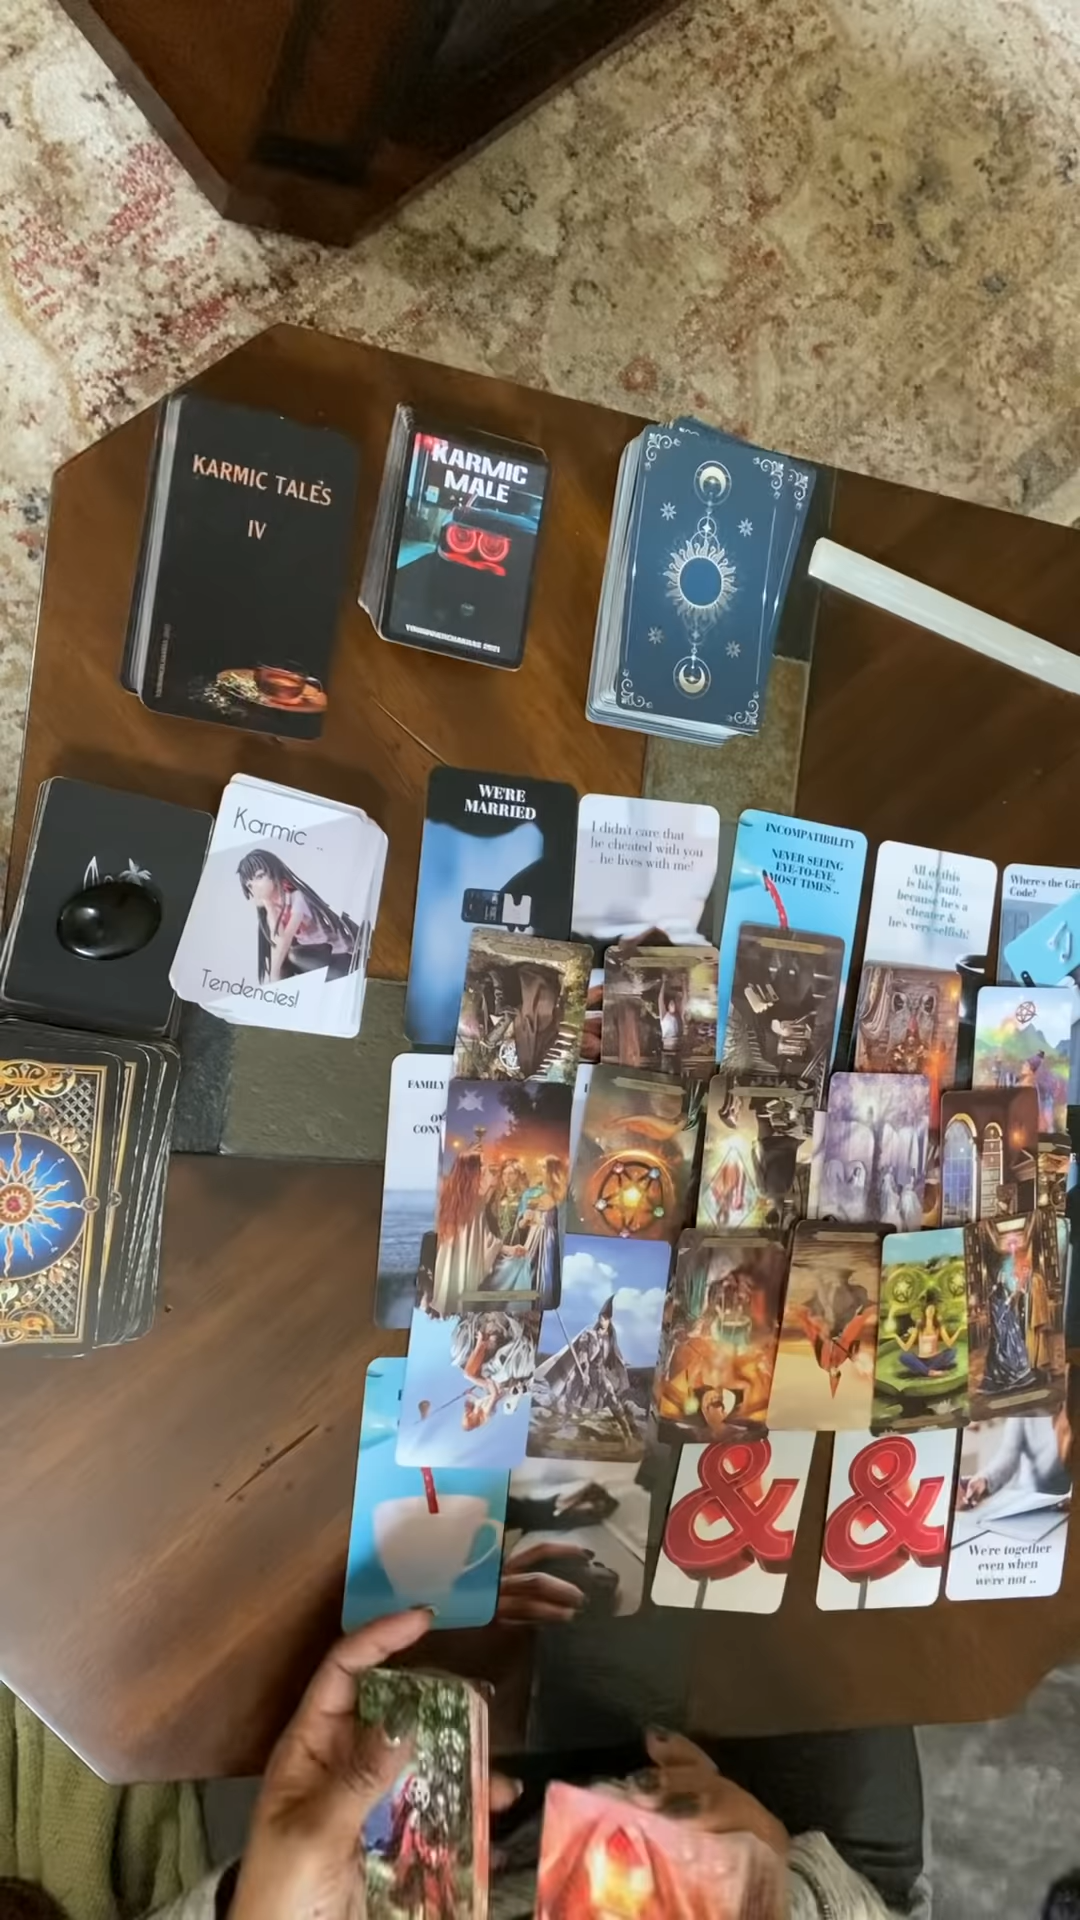 KARMIC TALES
IV
KARMIC
MALE
YOURINNERCHAKRAS 2021
Karmic ..
Tendencies!
WE'RE
MARRIED
I didn't care that
he cheated with you
.. he lives with me!
INCOMPATIBILITY
NEVER SEEING
EYE-TO-EYE,
MOST TIMES ..
All of this
is his fault,
because he's a
cheater &
he's very selfish!
Where's the
Code?
FAMILY
&
&
We're together
even when
we're not ..